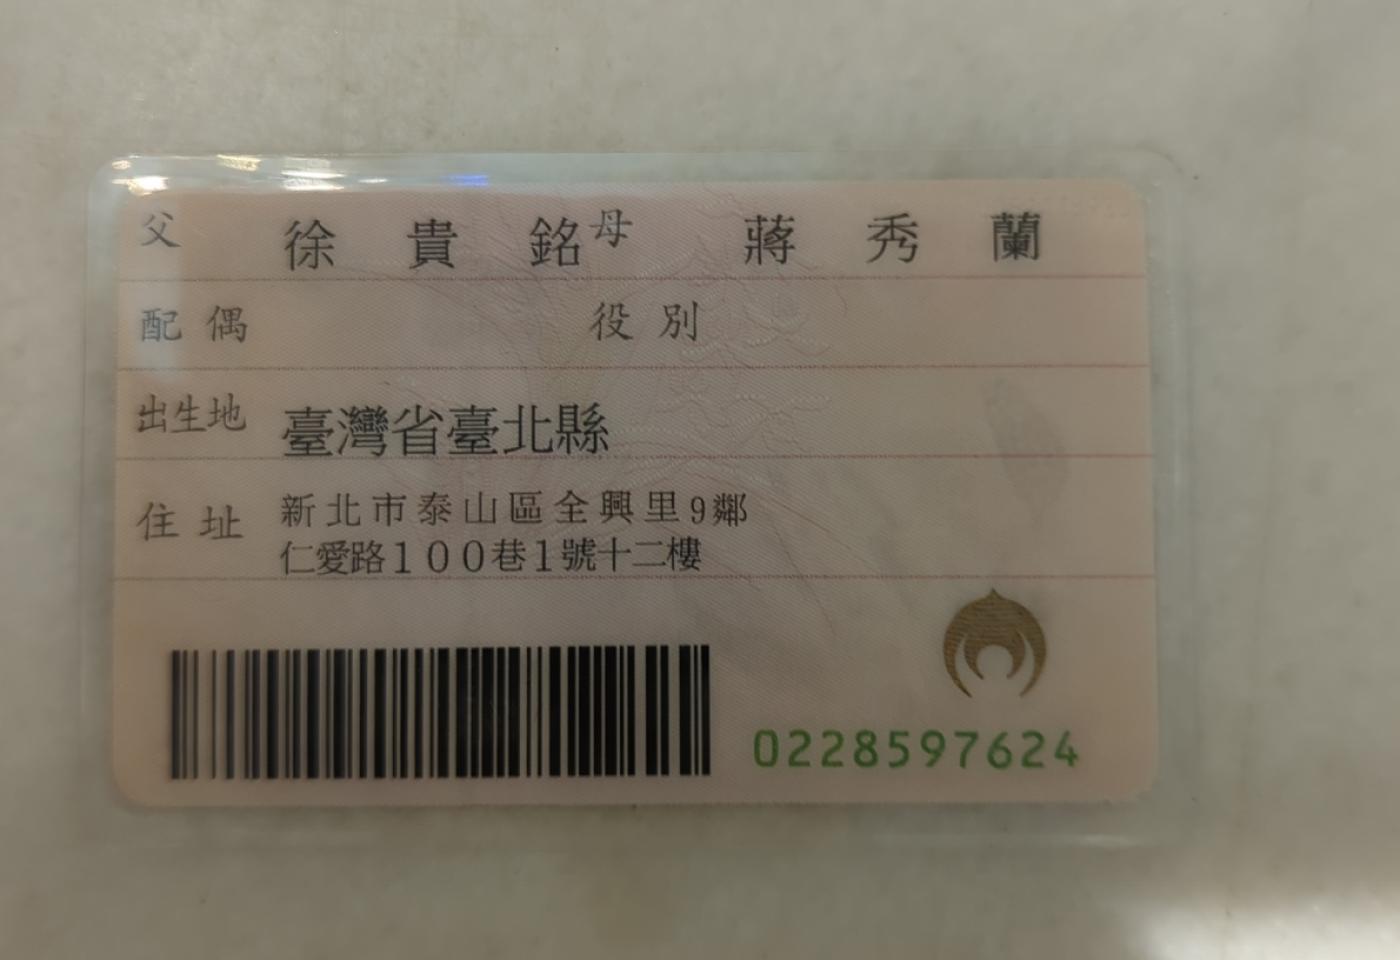 父 徐貴銘 母 蔣秀蘭
配偶 役別
出生地 臺灣省臺北縣
住址 新北市泰山區全興里9鄰
仁愛路100巷1號十二樓
0228597624